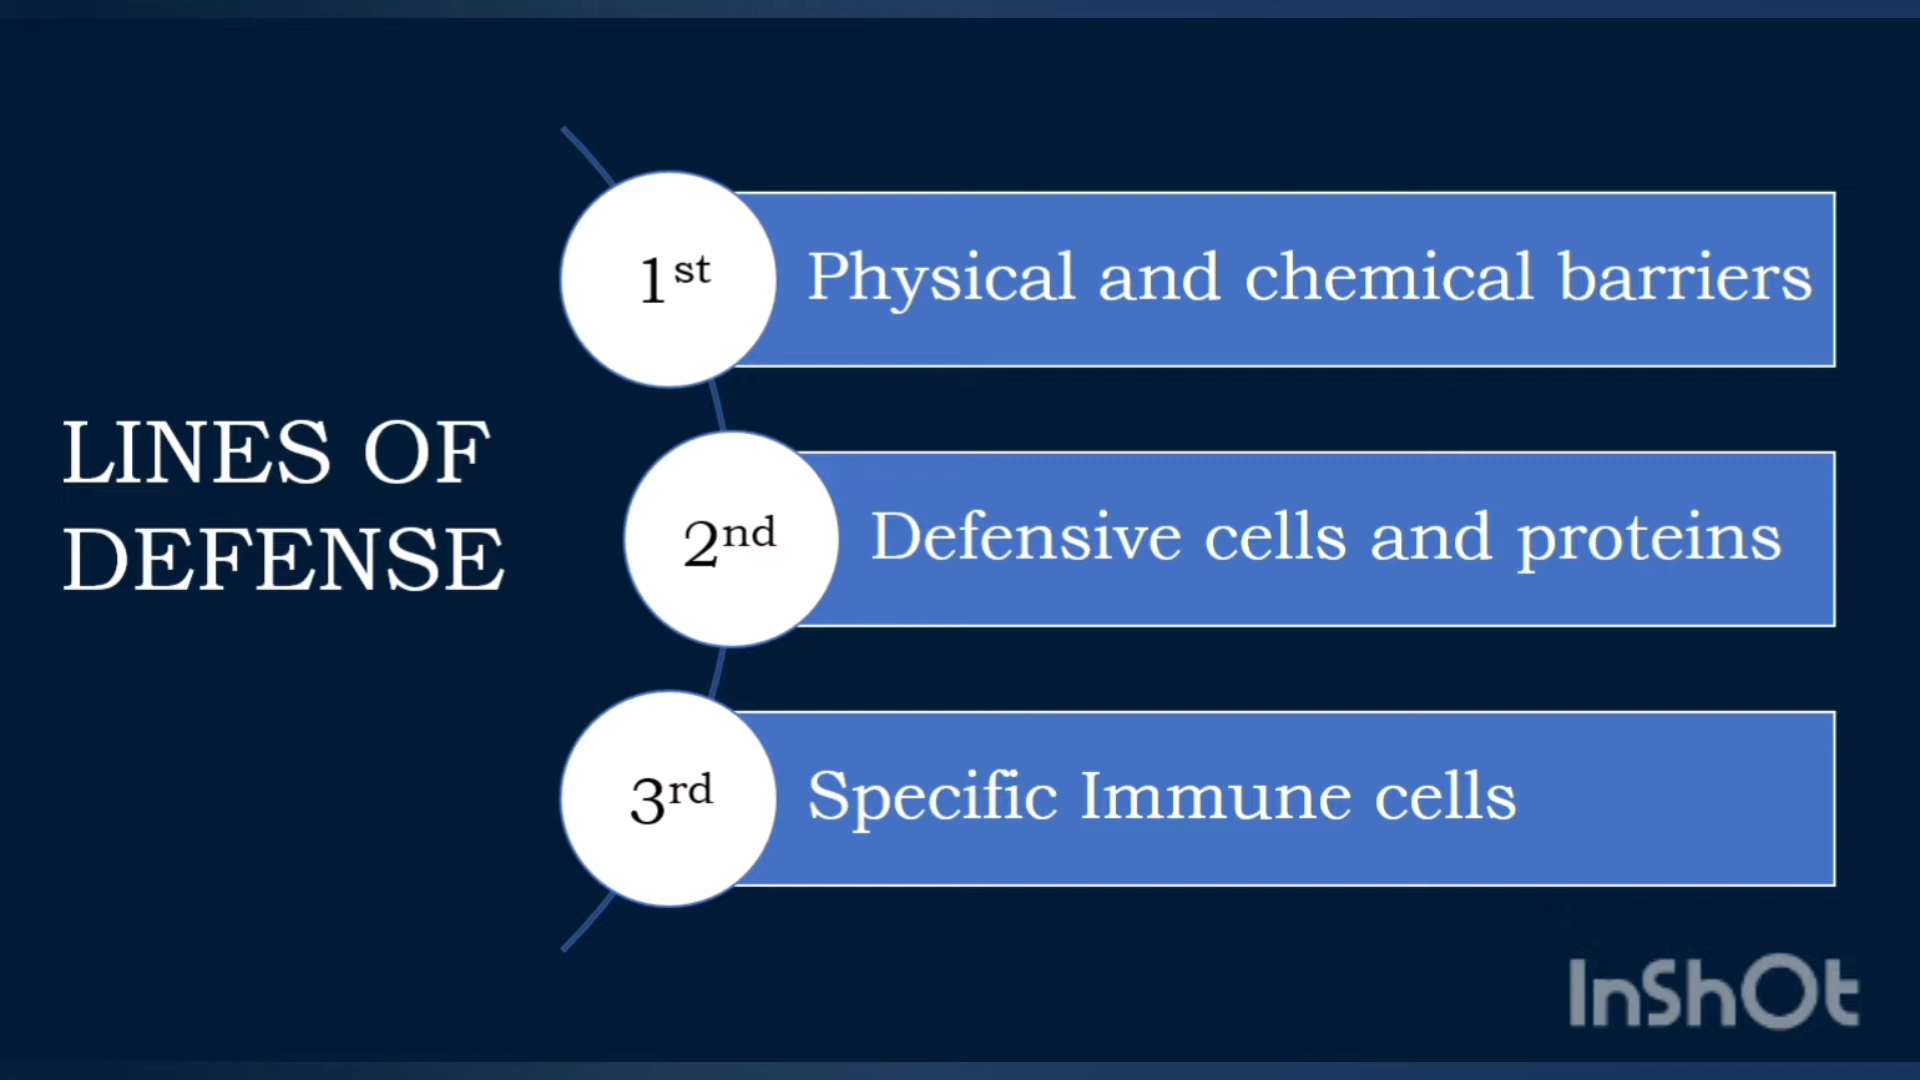 LINES OF
DEFENSE
1st Physical and chemical barriers
2nd Defensive cells and proteins
3rd Specific Immune cells
InShOt